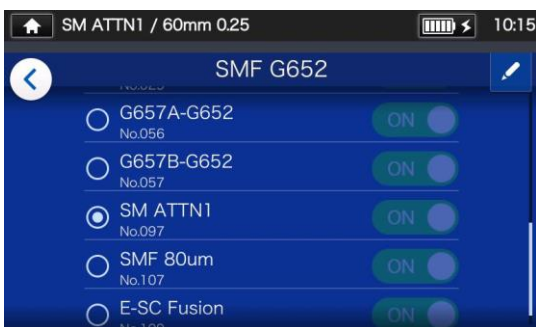 SM ATTN1 / 60mm 0.25 10:15
SMF G652
G657A-G652
ON
No.056
G657B-G652
ON
No.057
SM ATTN1
ON
No.097
SMF 80um
ON
No.107
E-SC Fusion
ON